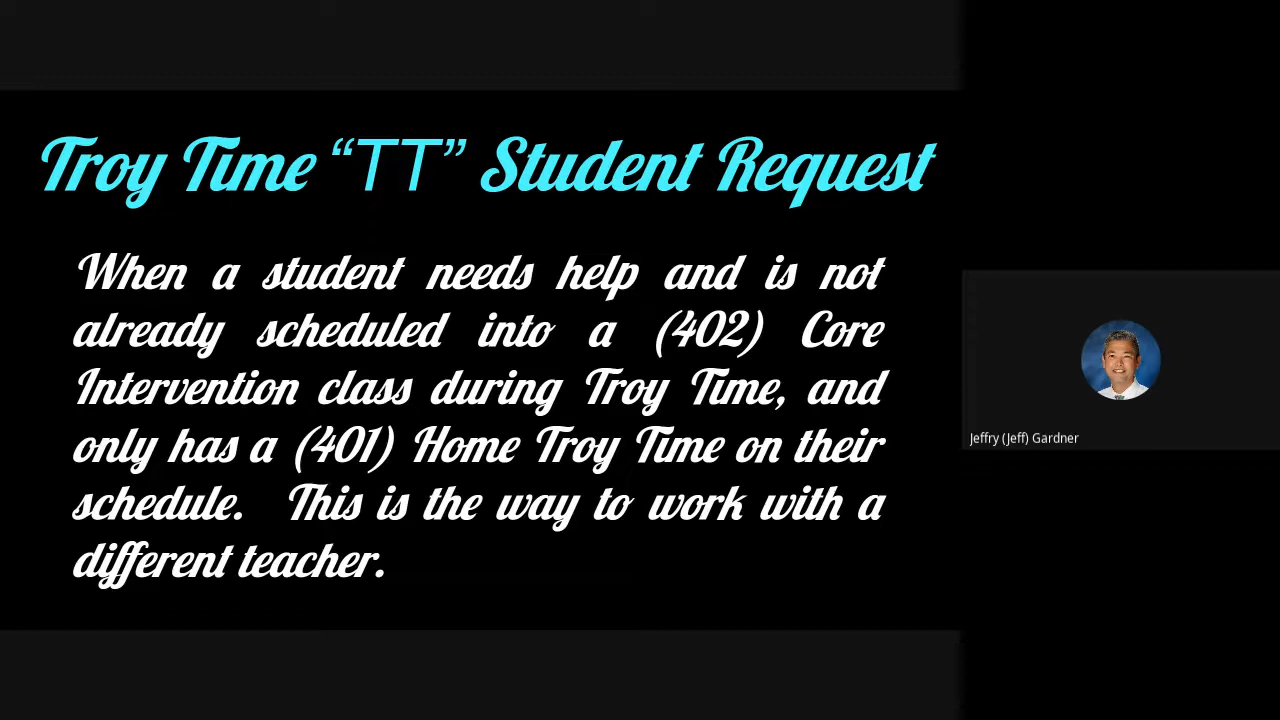 Troy Time “TT” Student Request
When a student needs help and is not
already scheduled into a (402) Core
Intervention class during Troy Time, and
only has a (401) Home Troy Time on their
schedule. This is the way to work with a
different teacher.
Jeffry (Jeff) Gardner